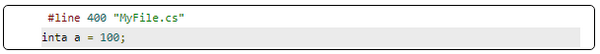 #line 400 "MyFile.cs"
inta a = 100;